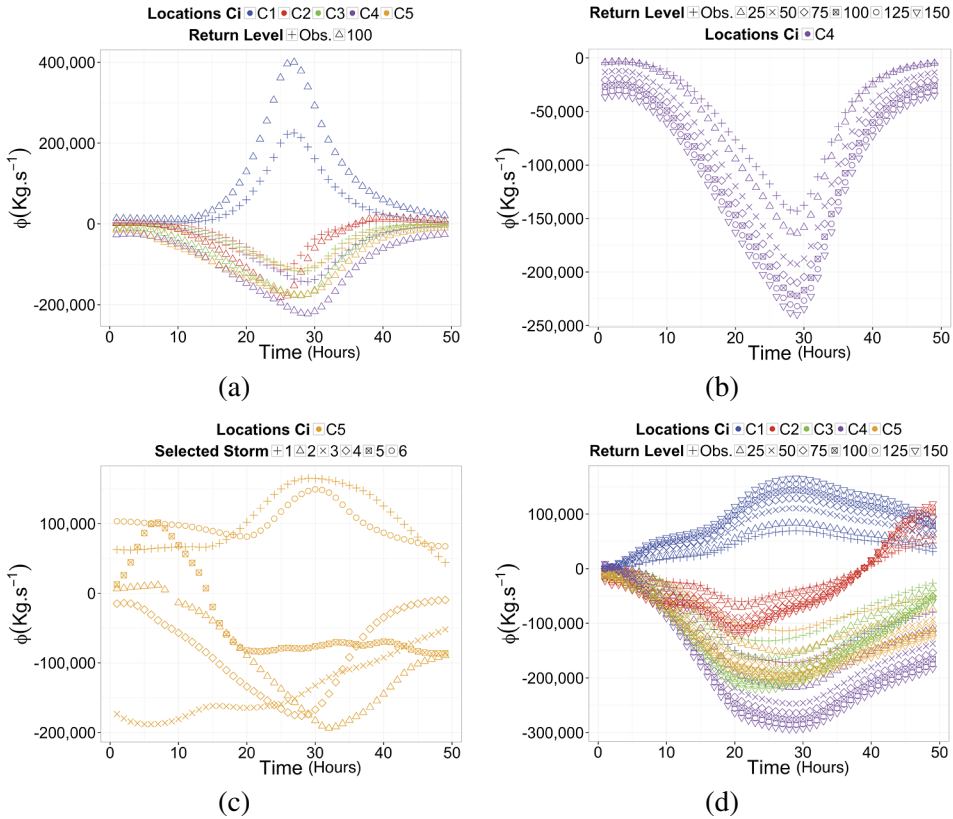 Locations Ci C1 C2 C3 C4 C5
Return Level Obs. 100
400,000
200,000
0
-200,000
ϕ(Kg.s⁻¹)
0 10 20 30 40 50
Time (Hours)
(a)
Return Level Obs. 25 50 75 100 125 150
Locations Ci C4
0
-50,000
-100,000
-150,000
-200,000
-250,000
ϕ(Kg.s⁻¹)
0 10 20 30 40 50
Time (Hours)
(b)
Locations Ci C5
Selected Storm 1 2 3 4 5 6
100,000
0
-100,000
-200,000
ϕ(Kg.s⁻¹)
0 10 20 30 40 50
Time (Hours)
(c)
Locations Ci C1 C2 C3 C4 C5
Return Level Obs. 25 50 75 100 125 150
100,000
0
-100,000
-200,000
-300,000
ϕ(Kg.s⁻¹)
0 10 20 30 40 50
Time (Hours)
(d)